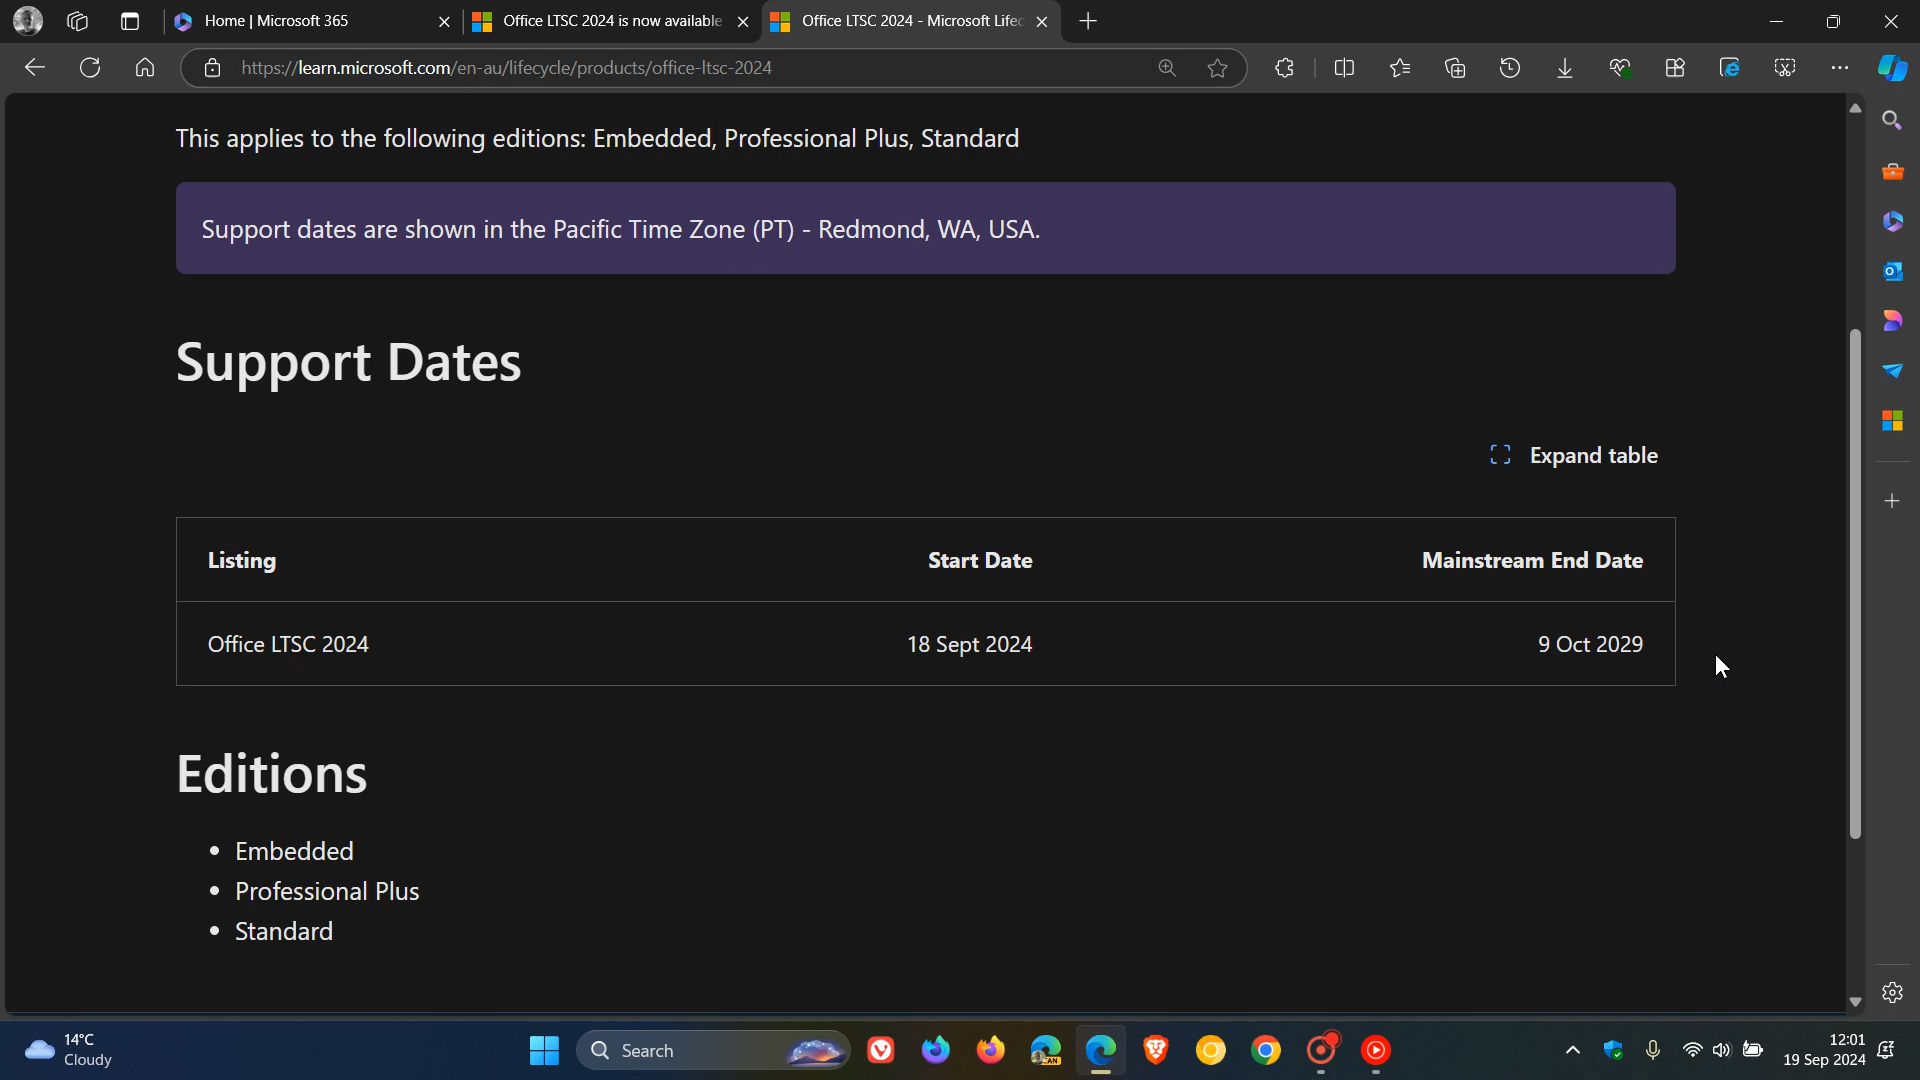 Home | Microsoft 365
Office LTSC 2024 is now available
Office LTSC 2024 - Microsoft Lifec
https://learn.microsoft.com/en-au/lifecycle/products/office-ltsc-2024
This applies to the following editions: Embedded, Professional Plus, Standard
Support dates are shown in the Pacific Time Zone (PT) - Redmond, WA, USA.
Support Dates
Expand table
Listing Start Date Mainstream End Date
Office LTSC 2024 18 Sept 2024 9 Oct 2029
Editions
• Embedded
• Professional Plus
• Standard
14°C
Cloudy
Search
CAN
12:01
19 Sep 2024